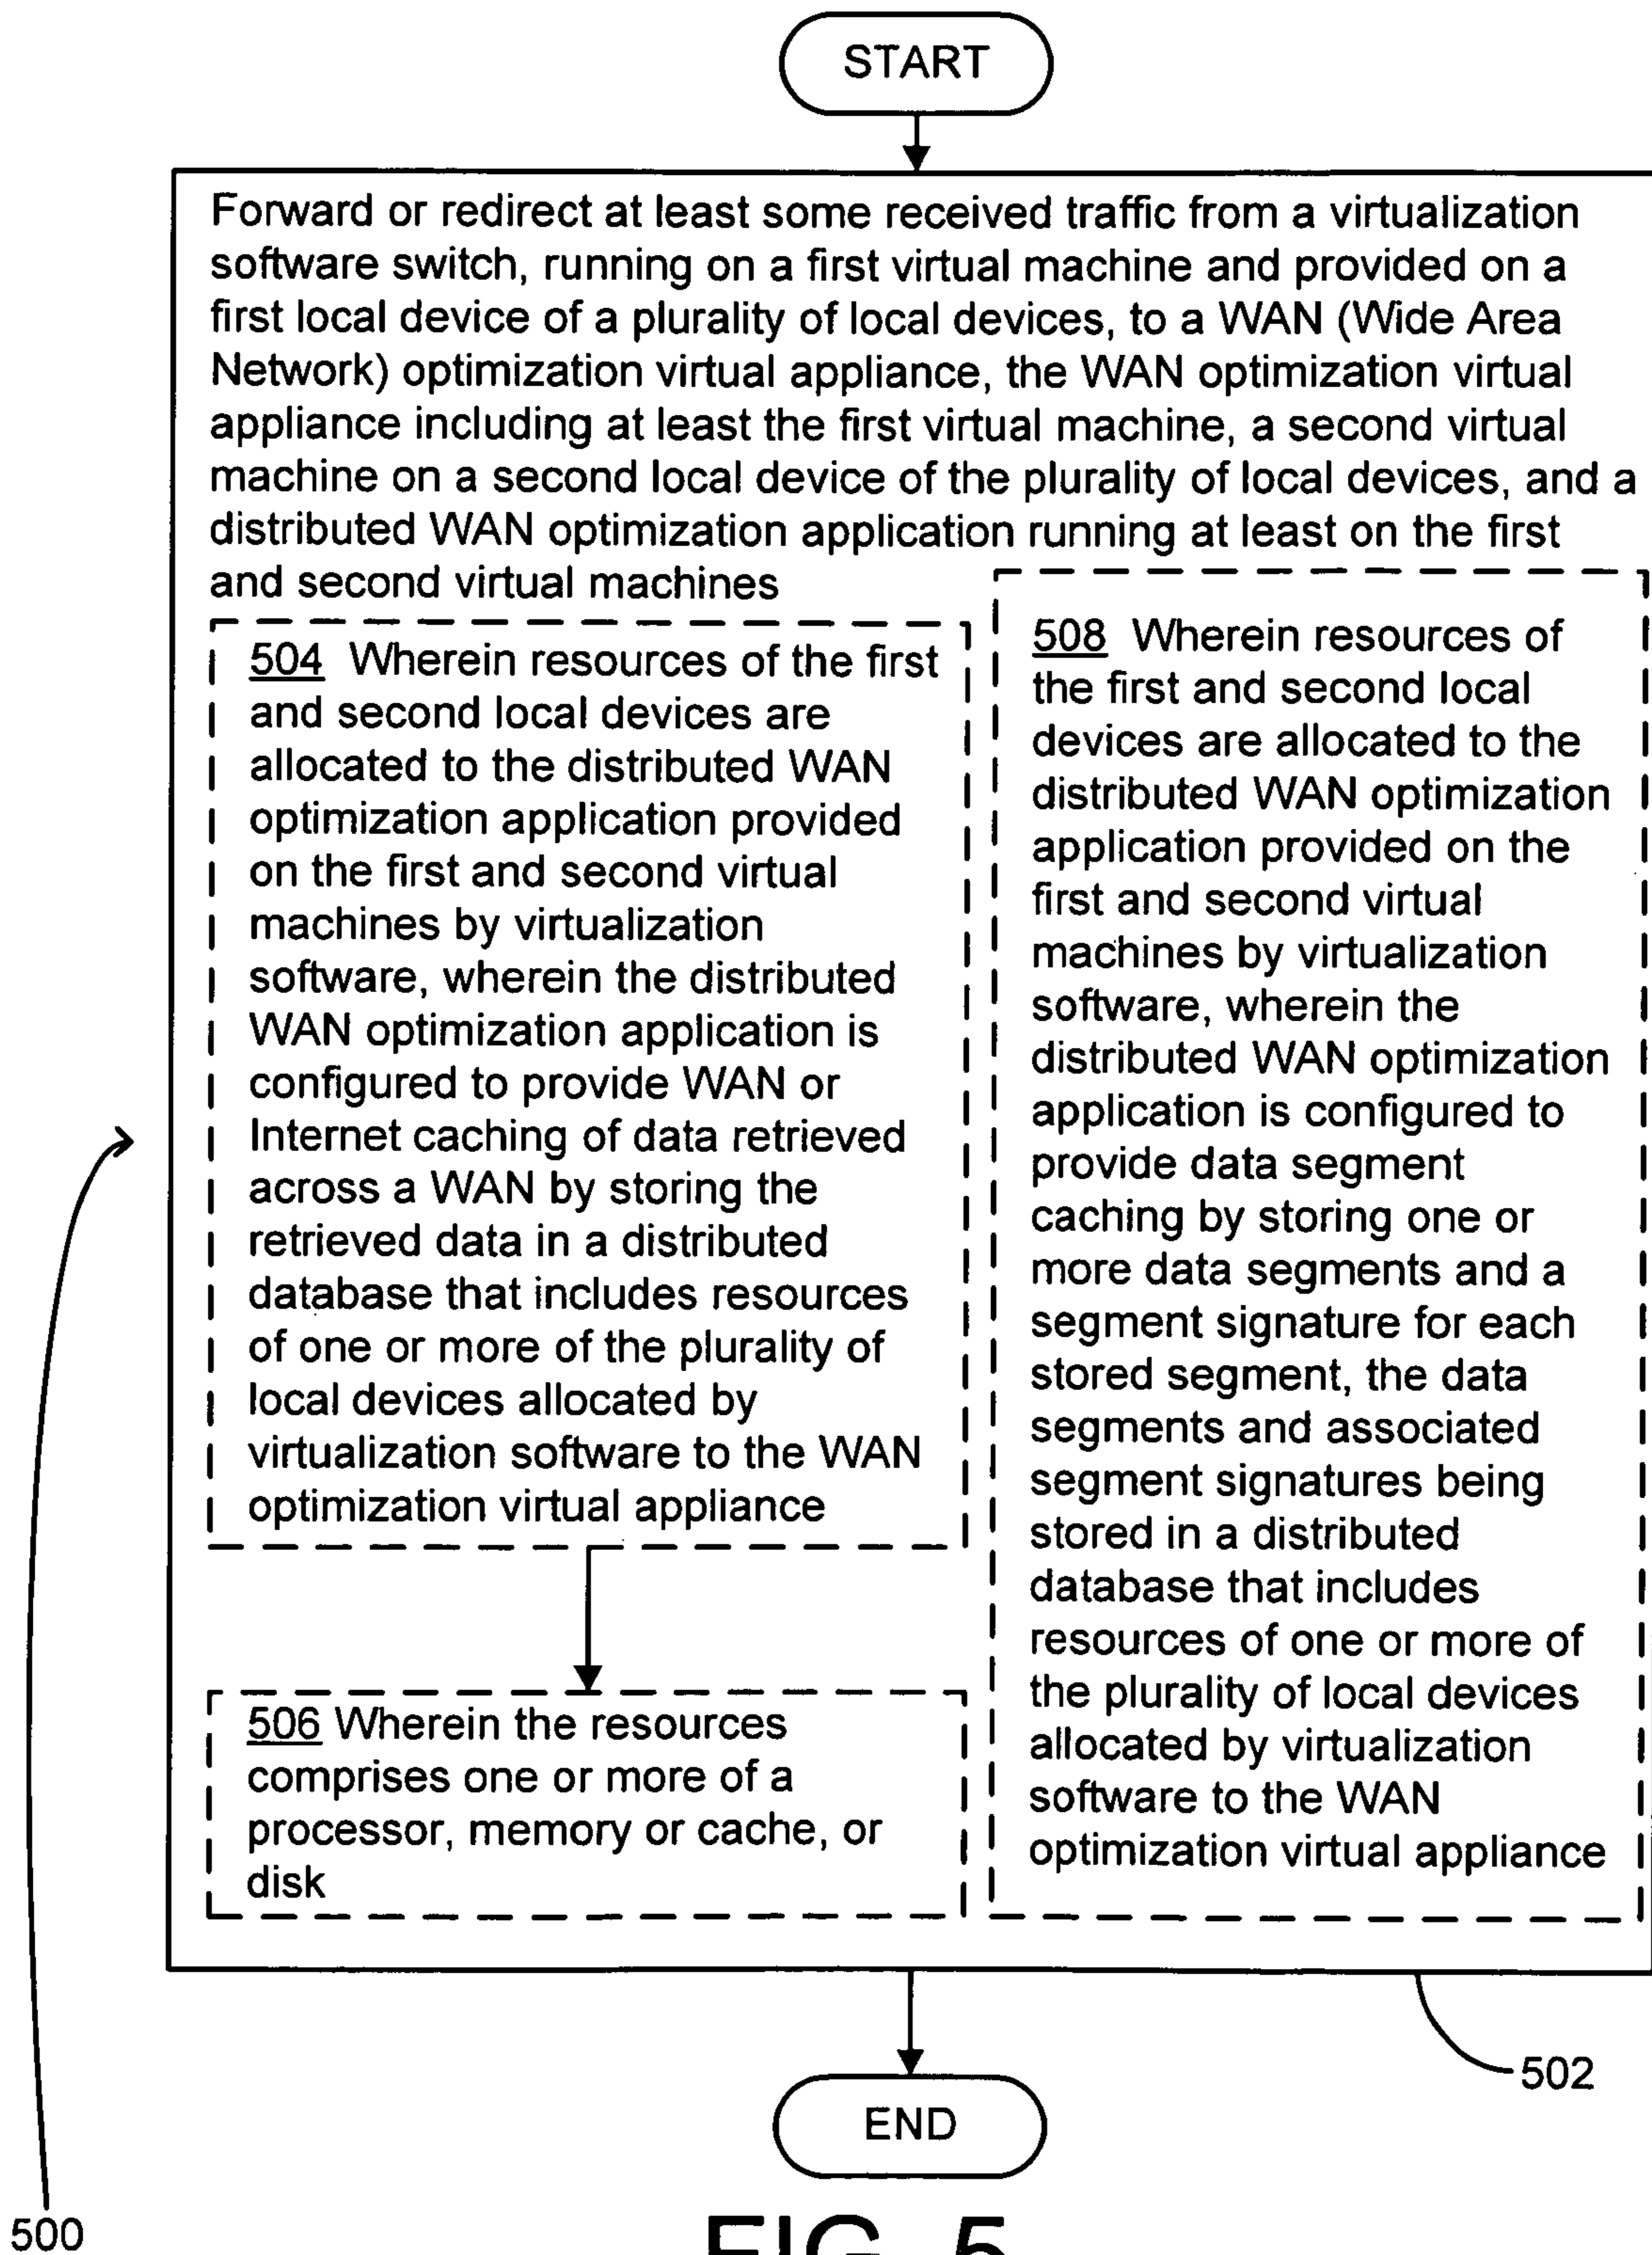 START
Forward or redirect at least some received traffic from a virtualization
software switch, running on a first virtual machine and provided on a
first local device of a plurality of local devices, to a WAN (Wide Area
Network) optimization virtual appliance, the WAN optimization virtual
appliance including at least the first virtual machine, a second virtual
machine on a second local device of the plurality of local devices, and a
distributed WAN optimization application running at least on the first
and second virtual machines
504 Wherein resources of the first
and second local devices are
allocated to the distributed WAN
optimization application provided
on the first and second virtual
machines by virtualization
software, wherein the distributed
WAN optimization application is
configured to provide WAN or
Internet caching of data retrieved
across a WAN by storing the
retrieved data in a distributed
database that includes resources
of one or more of the plurality of
local devices allocated by
virtualization software to the WAN
optimization virtual appliance
506 Wherein the resources
comprises one or more of a
processor, memory or cache, or
disk
508 Wherein resources of
the first and second local
devices are allocated to the
distributed WAN optimization
application provided on the
first and second virtual
machines by virtualization
software, wherein the
distributed WAN optimization
application is configured to
provide data segment
caching by storing one or
more data segments and a
segment signature for each
stored segment, the data
segments and associated
segment signatures being
stored in a distributed
database that includes
resources of one or more of
the plurality of local devices
allocated by virtualization
software to the WAN
optimization virtual appliance
502
END
500
FIG. 5